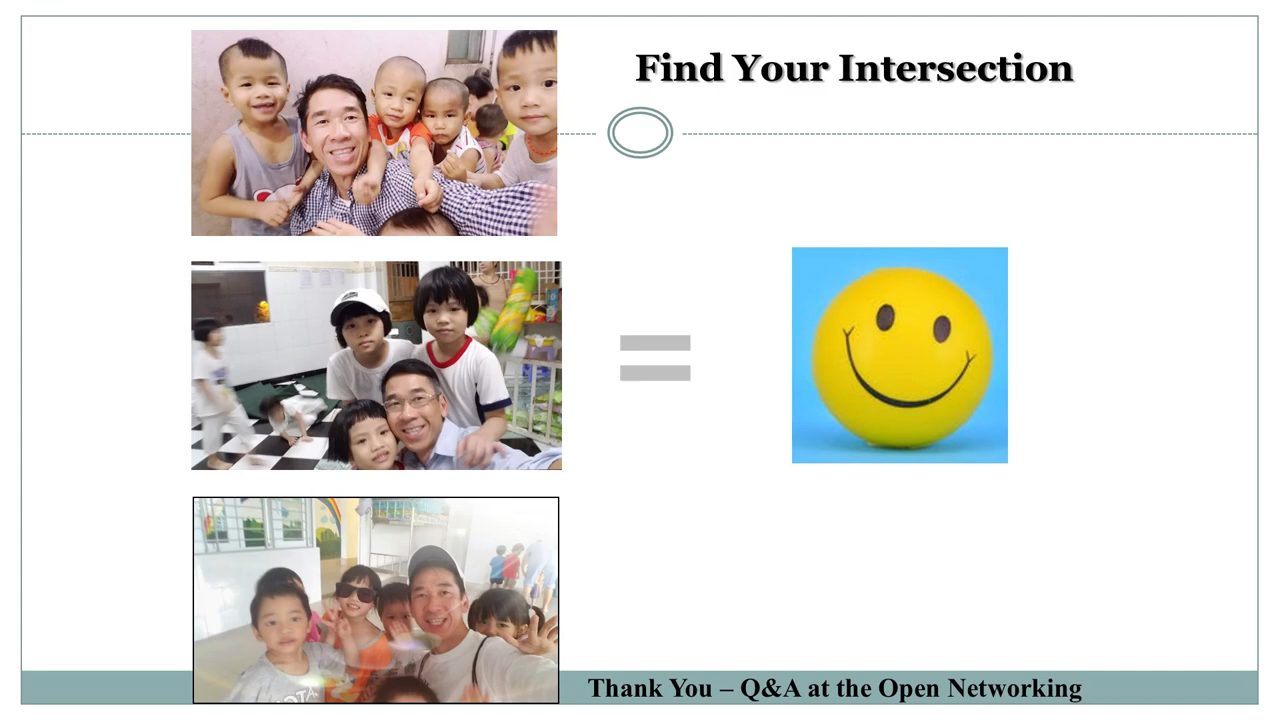 Find Your Intersection
=
Thank You – Q&A at the Open Networking